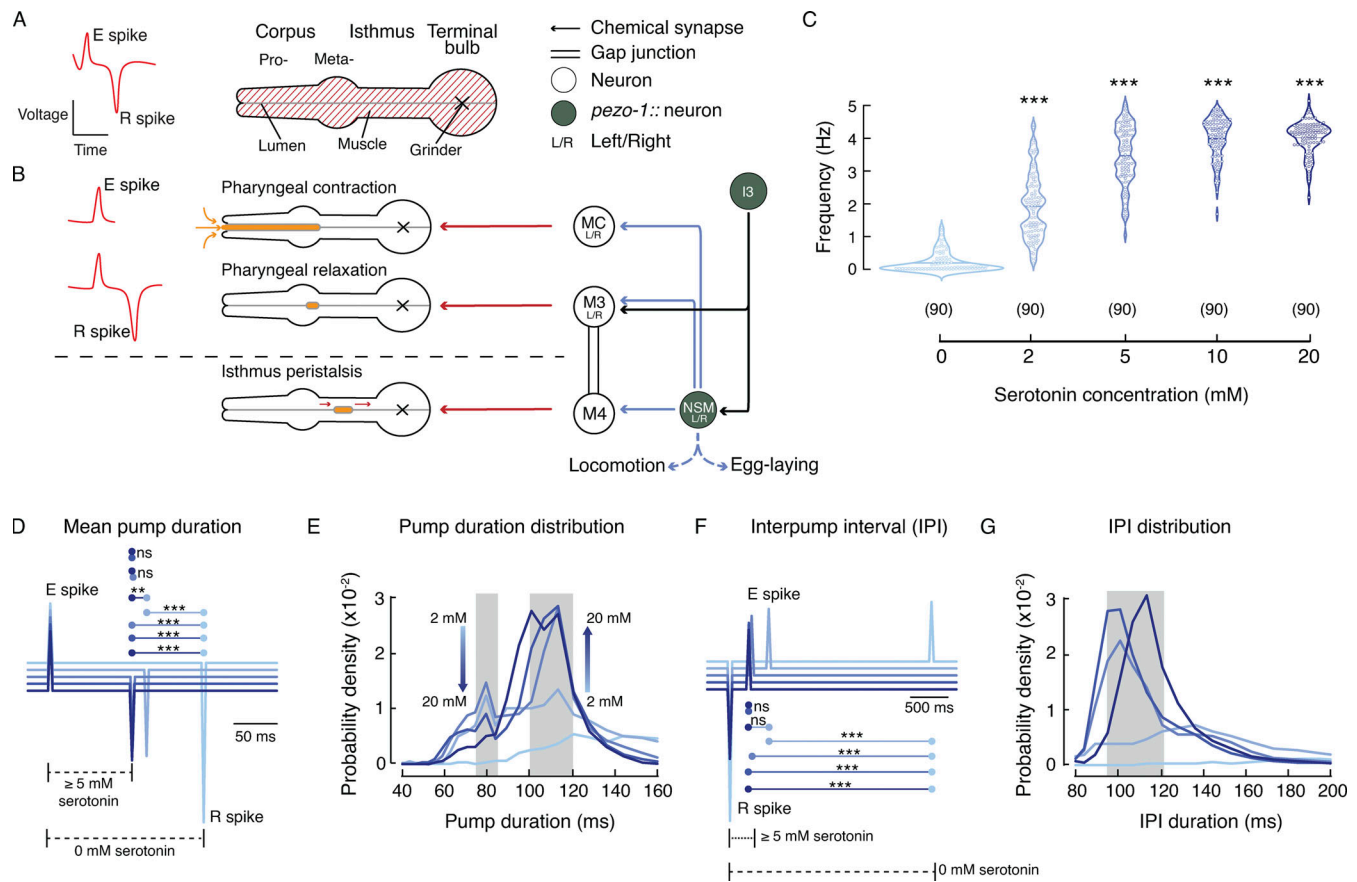 A
E spike
R spike
Voltage
Time
Corpus
Isthmus
Terminal
bulb
Pro-
Meta-
Lumen
Muscle
Grinder
Chemical synapse
Gap junction
Neuron
pezo-1:: neuron
L/R
Left/Right
B
E spike
R spike
Pharyngeal contraction
Pharyngeal relaxation
Isthmus peristalsis
MC
L/R
M3
L/R
M4
I3
NSM
L/R
Locomotion
Egg-laying
C
Frequency (Hz)
5
4
3
2
1
0
***
***
***
***
(90)
(90)
(90)
(90)
(90)
0
2
5
10
20
Serotonin concentration (mM)
D
Mean pump duration
E spike
ns
ns
**
***
***
***
***
50 ms
≥ 5 mM
serotonin
R spike
0 mM serotonin
E
Pump duration distribution
Probability density (x10-2)
3
2
1
0
2 mM
20 mM
20 mM
2 mM
40
60
80
100
120
140
160
Pump duration (ms)
F
Interpump interval (IPI)
E spike
500 ms
ns
ns
***
***
***
***
R spike
≥ 5 mM serotonin
0 mM serotonin
G
IPI distribution
Probability density (x10-2)
3
2
1
0
80
100
120
140
160
180
200
IPI duration (ms)